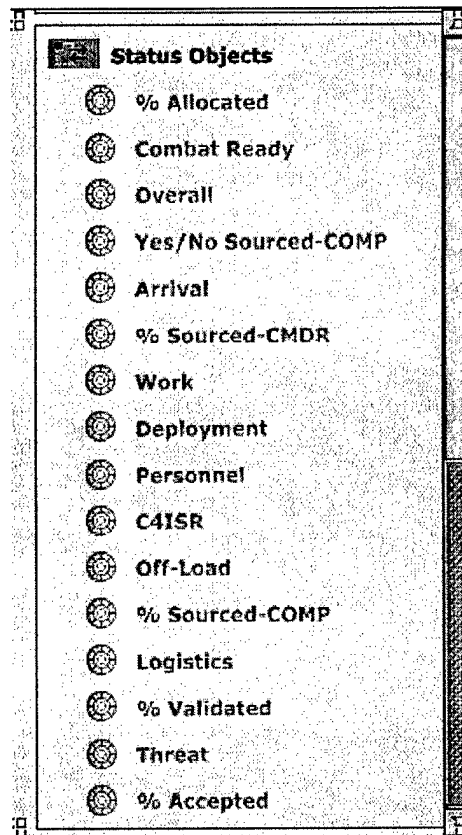 Status Objects
% Allocated
Combat Ready
Overall
Yes/No Sourced-COMP
Arrival
% Sourced-CMDR
Work
Deployment
Personnel
C4ISR
Off-Load
% Sourced-COMP
Logistics
% Validated
Threat
% Accepted